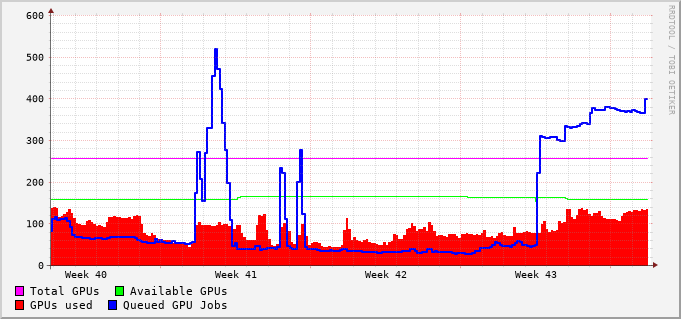 600
500
400
300
200
100
0
Week 40 Week 41 Week 42 Week 43
Total GPUs Available GPUs
GPUs used Queued GPU Jobs
RRDTOOL / TOBI OETIKER